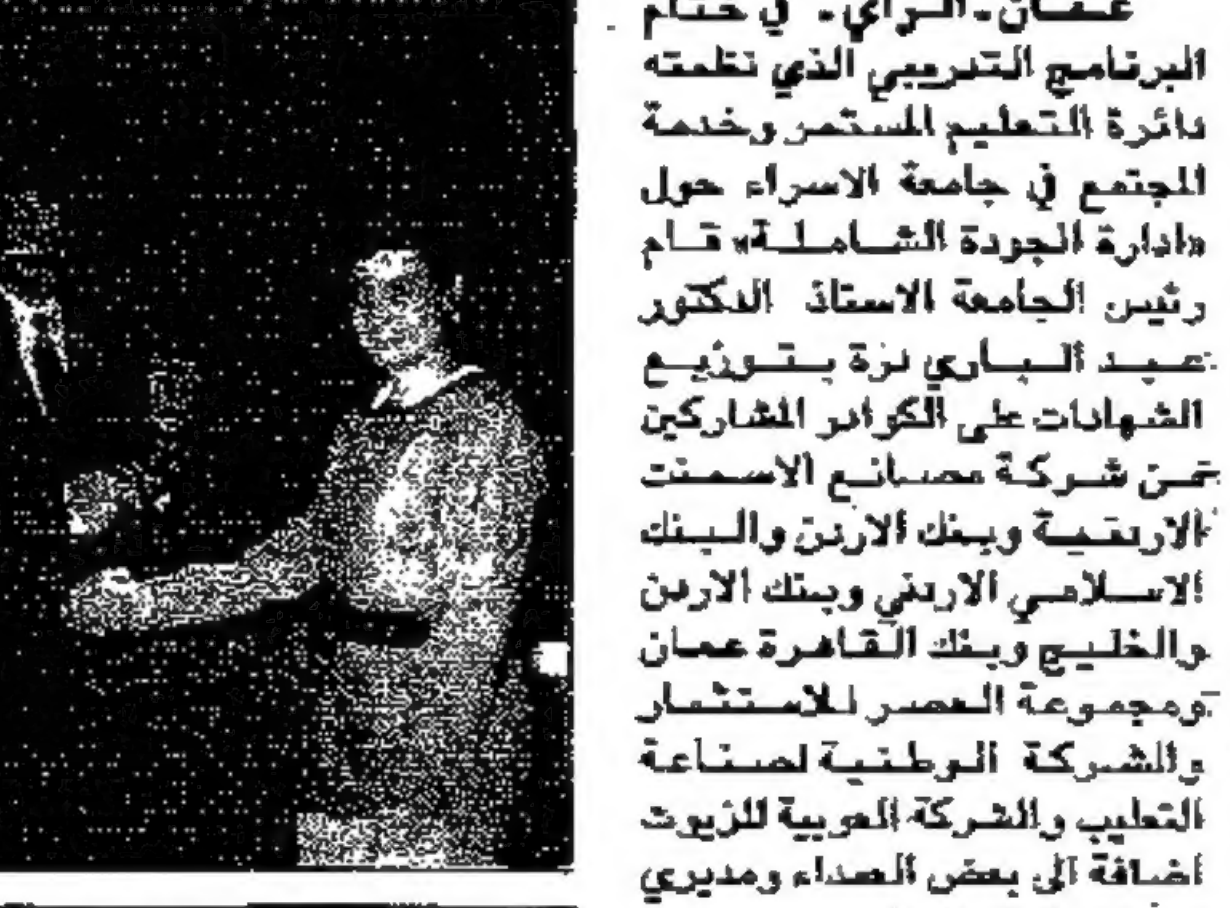 عمان - الرأي - في ختام
البرنامج التدريبي الذي نظمته
دائرة التعليم المستمر وخدمة
المجتمع في جامعة الاسراء حول
«ادارة الجودة الشاملة» قام
رئيس الجامعة الاستاذ الدكتور
عبد الباري درة بتوزيع
الشهادات على الكوادر المشاركين
من شركة مصانع الاسمنت
الاردنية وبنك الاردن والبنك
الاسلامي الاردني وبنك الاردن
والخليج وبنك القاهرة عمان
ومجموعة العصر للاستثمار
والشركة الوطنية لصناعة
التعليب والشركة العربية للزيوت
اضافة الى بعض العمداء ومديري